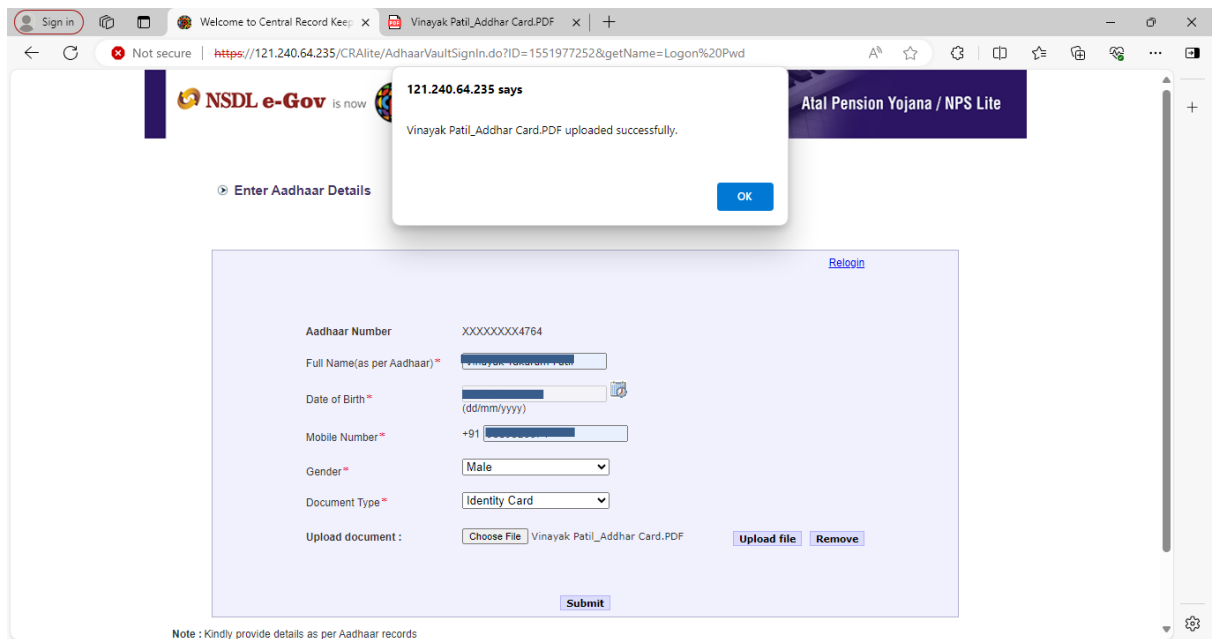 Sign in
Welcome to Central Record Keep
Vinayak Patil_Addhar Card.PDF
Not secure
https://121.240.64.235/CRAlite/AdhaarVaultSignIn.do?ID=1551977252&getName=Logon%20Pwd
NSDL e-Gov is now
Atal Pension Yojana / NPS Lite
121.240.64.235 says
Vinayak Patil_Addhar Card.PDF uploaded successfully.
OK
Enter Aadhaar Details
Relogin
Aadhaar Number XXXXXXXX4764
Full Name(as per Aadhaar)*
Date of Birth*
(dd/mm/yyyy)
Mobile Number* +91
Gender* Male
Document Type* Identity Card
Upload document : Choose File Vinayak Patil_Addhar Card.PDF Upload file Remove
Submit
Note : Kindly provide details as per Aadhaar records